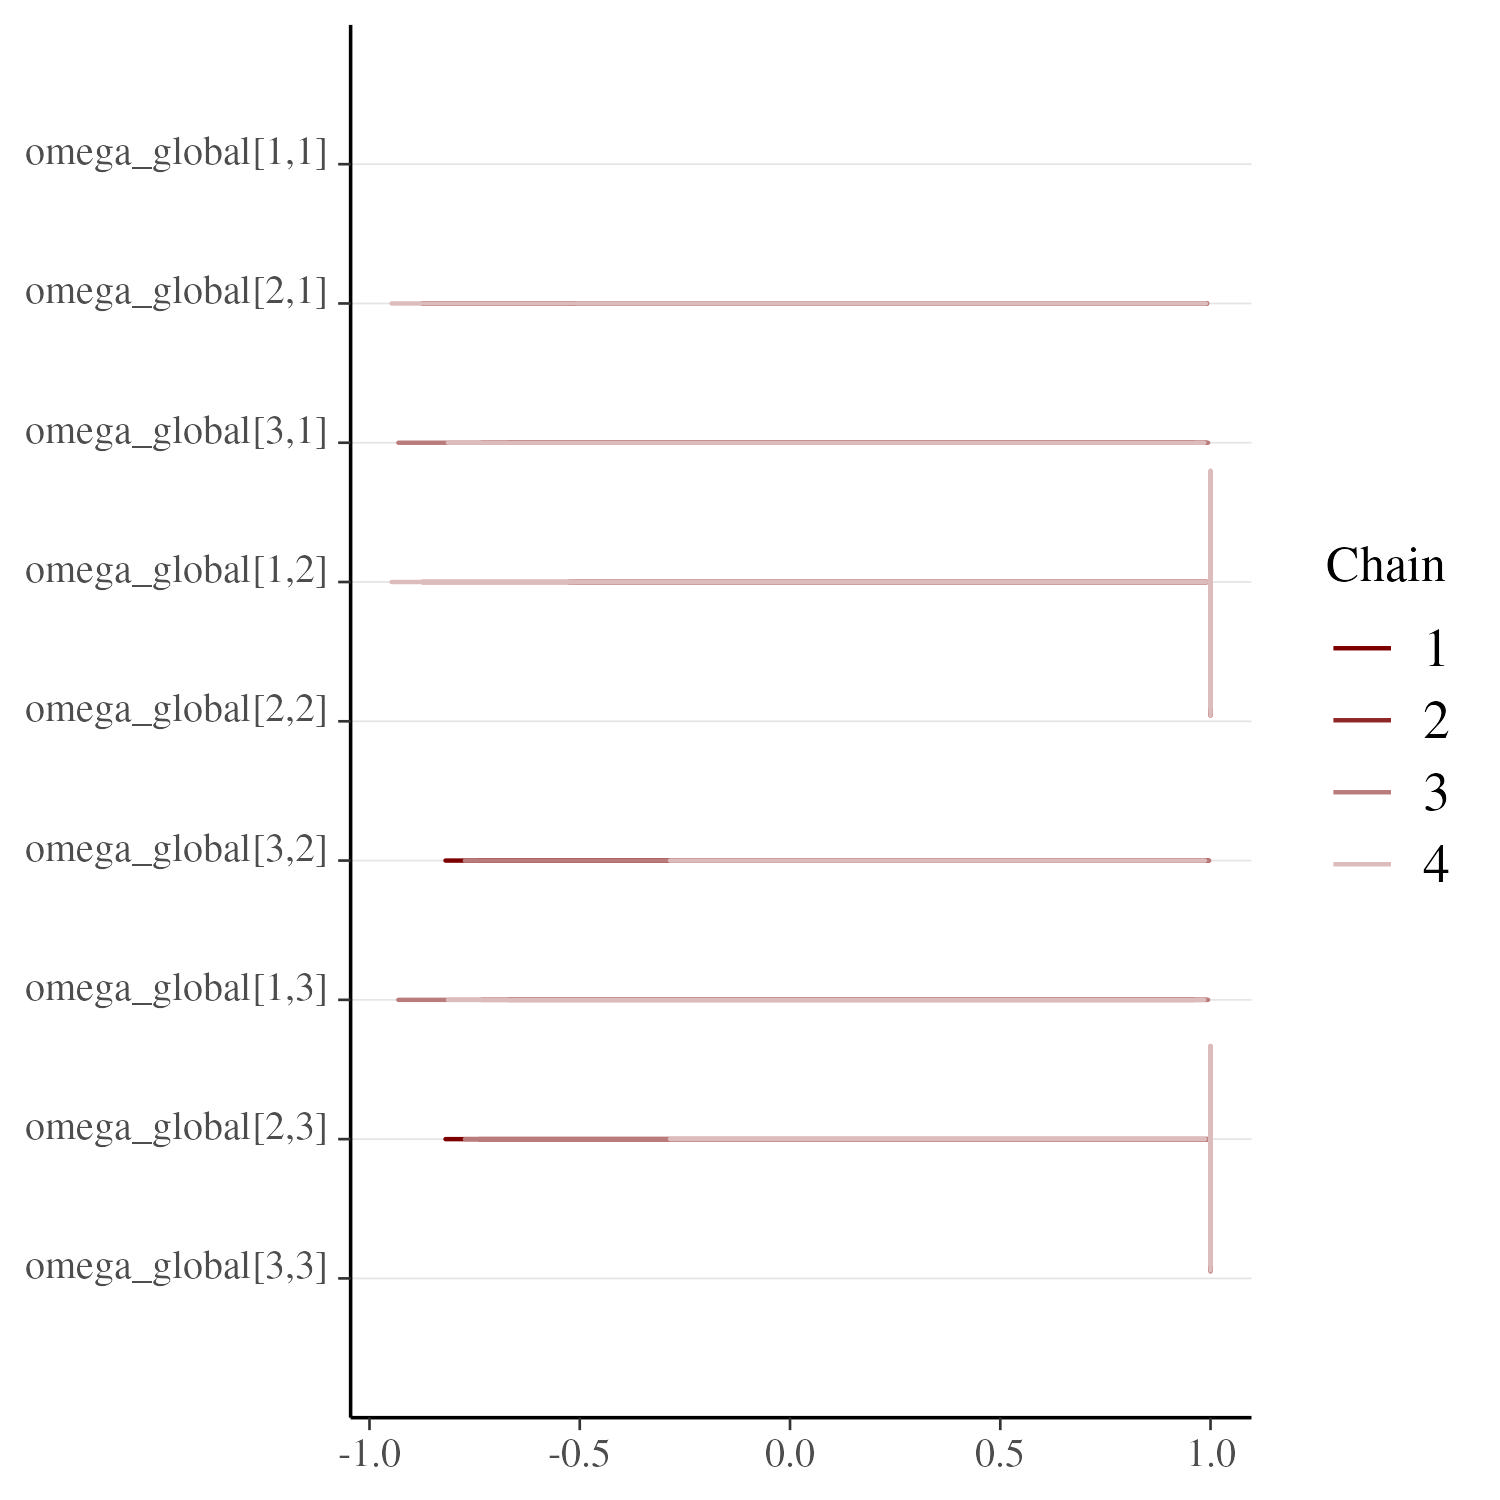 omega_global[1,1]
omega_global[2,1]
omega_global[3,1]
omega_global[1,2]
omega_global[2,2]
omega_global[3,2]
omega_global[1,3]
omega_global[2,3]
omega_global[3,3]
-1.0 -0.5 0.0 0.5 1.0
Chain
1
2
3
4